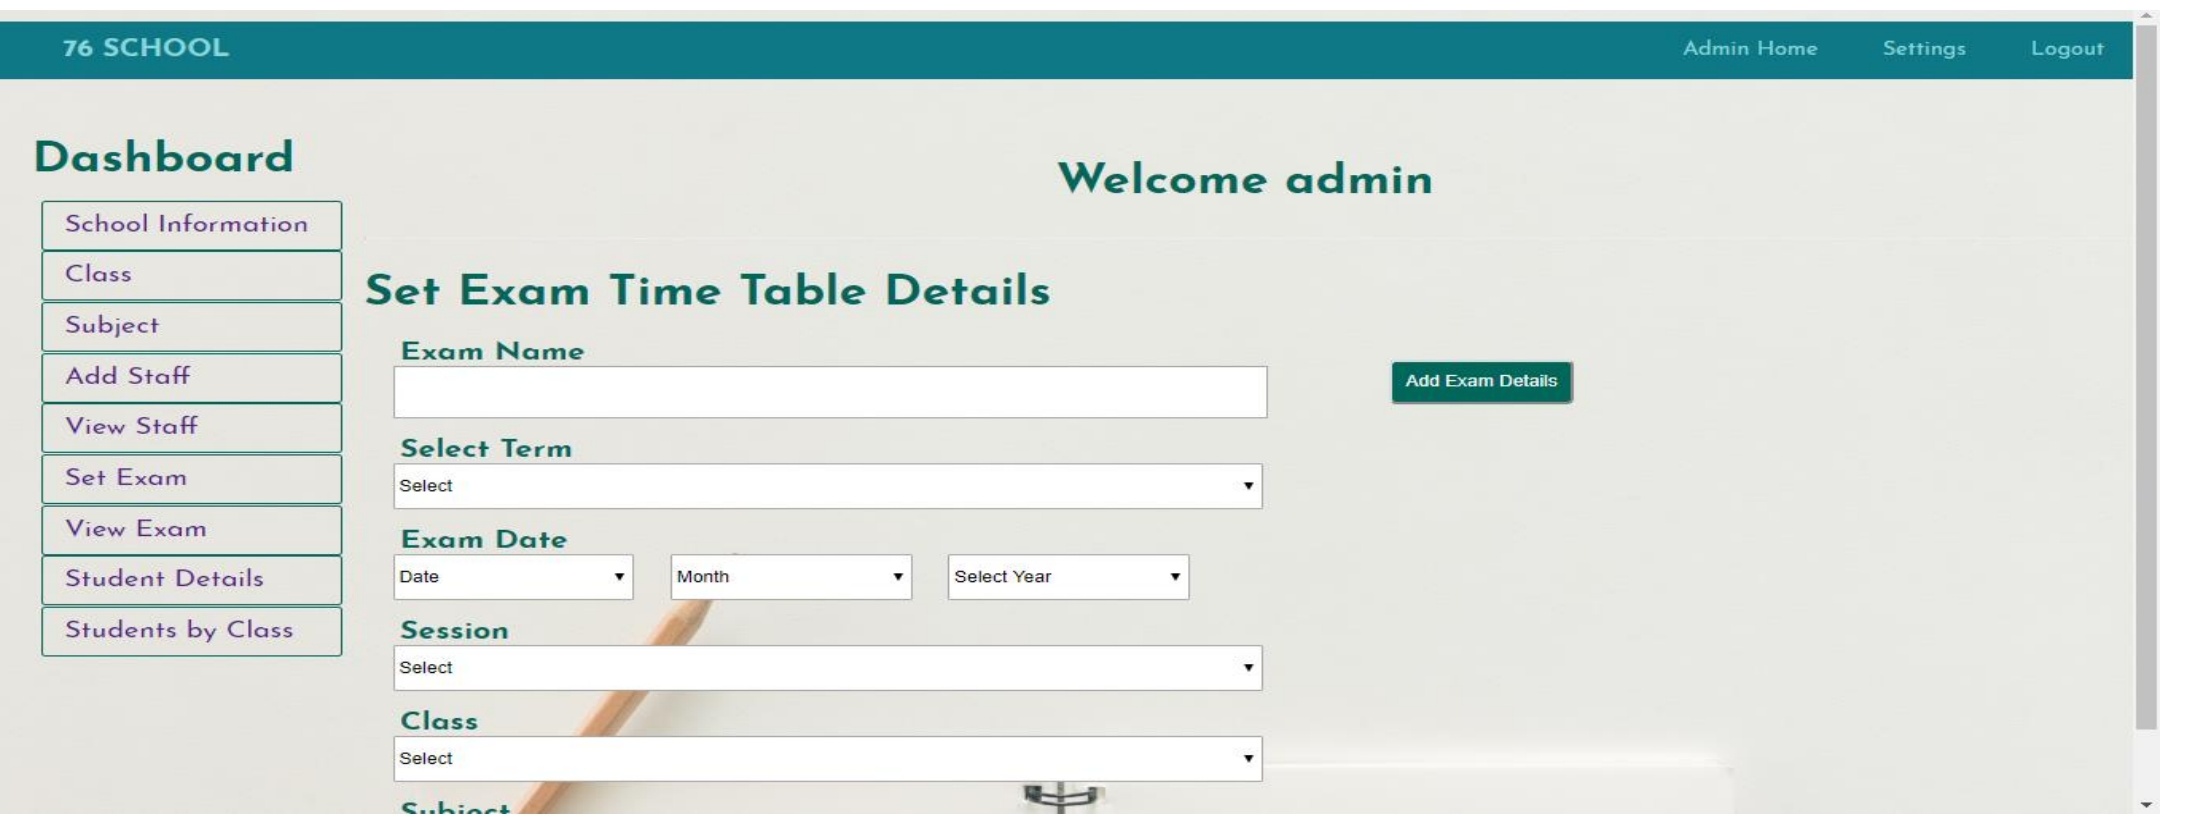 76 SCHOOL
Admin Home Settings Logout
Dashboard
Welcome admin
School Information
Class
Subject
Add Staff
View Staff
Set Exam
View Exam
Student Details
Students by Class
Set Exam Time Table Details
Exam Name
Add Exam Details
Select Term
Select
Exam Date
Date Month Select Year
Session
Select
Class
Select
Subject